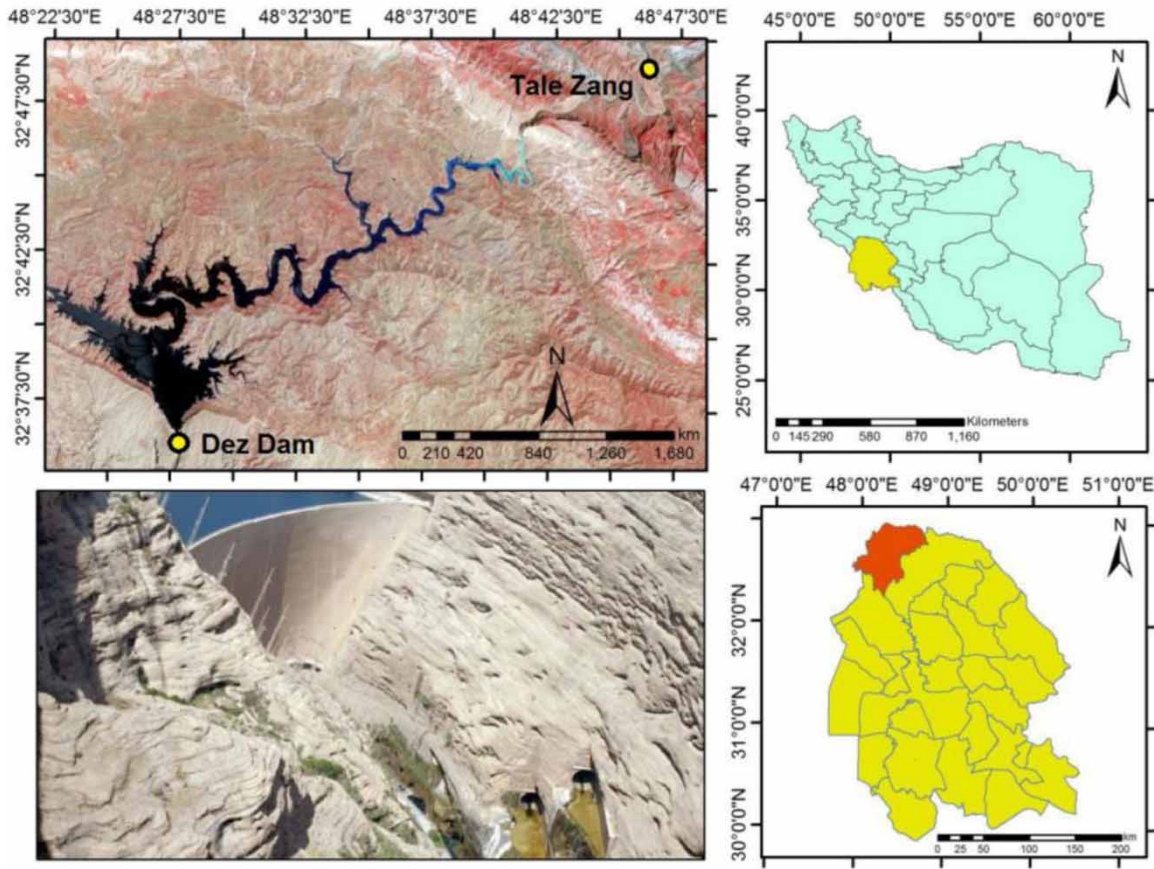 48°22'30"E 48°27'30"E 48°32'30"E 48°37'30"E 48°42'30"E 48°47'30"E
32°47'30"N
32°42'30"N
32°37'30"N
Tale Zang
N
Dez Dam
km
0 210 420 840 1,260 1,680
45°0'0"E 50°0'0"E 55°0'0"E 60°0'0"E
N
40°0'0"N
35°0'0"N
30°0'0"N
25°0'0"N
Kilometers
0 145290 580 870 1,160
47°0'0"E 48°0'0"E 49°0'0"E 50°0'0"E 51°0'0"E
N
32°0'0"N
31°0'0"N
30°0'0"N
km
0 25 50 100 150 200